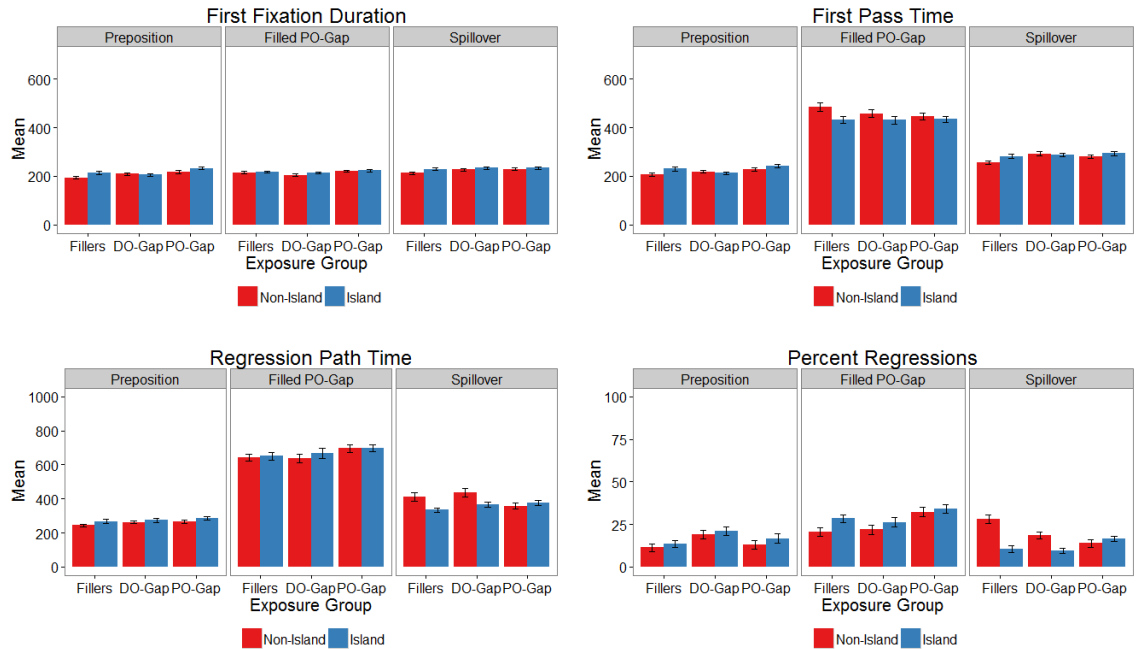 First Fixation Duration
Preposition Filled PO-Gap Spillover
600
400
200
0
Mean
Fillers DO-Gap PO-Gap Fillers DO-Gap PO-Gap Fillers DO-Gap PO-Gap
Exposure Group
Non-Island Island
First Pass Time
Preposition Filled PO-Gap Spillover
600
400
200
0
Mean
Fillers DO-Gap PO-Gap Fillers DO-Gap PO-Gap Fillers DO-Gap PO-Gap
Exposure Group
Non-Island Island
Regression Path Time
Preposition Filled PO-Gap Spillover
1000
800
600
400
200
0
Mean
Fillers DO-Gap PO-Gap Fillers DO-Gap PO-Gap Fillers DO-Gap PO-Gap
Exposure Group
Non-Island Island
Percent Regressions
Preposition Filled PO-Gap Spillover
100
75
50
25
0
Mean
Fillers DO-Gap PO-Gap Fillers DO-Gap PO-Gap Fillers DO-Gap PO-Gap
Exposure Group
Non-Island Island